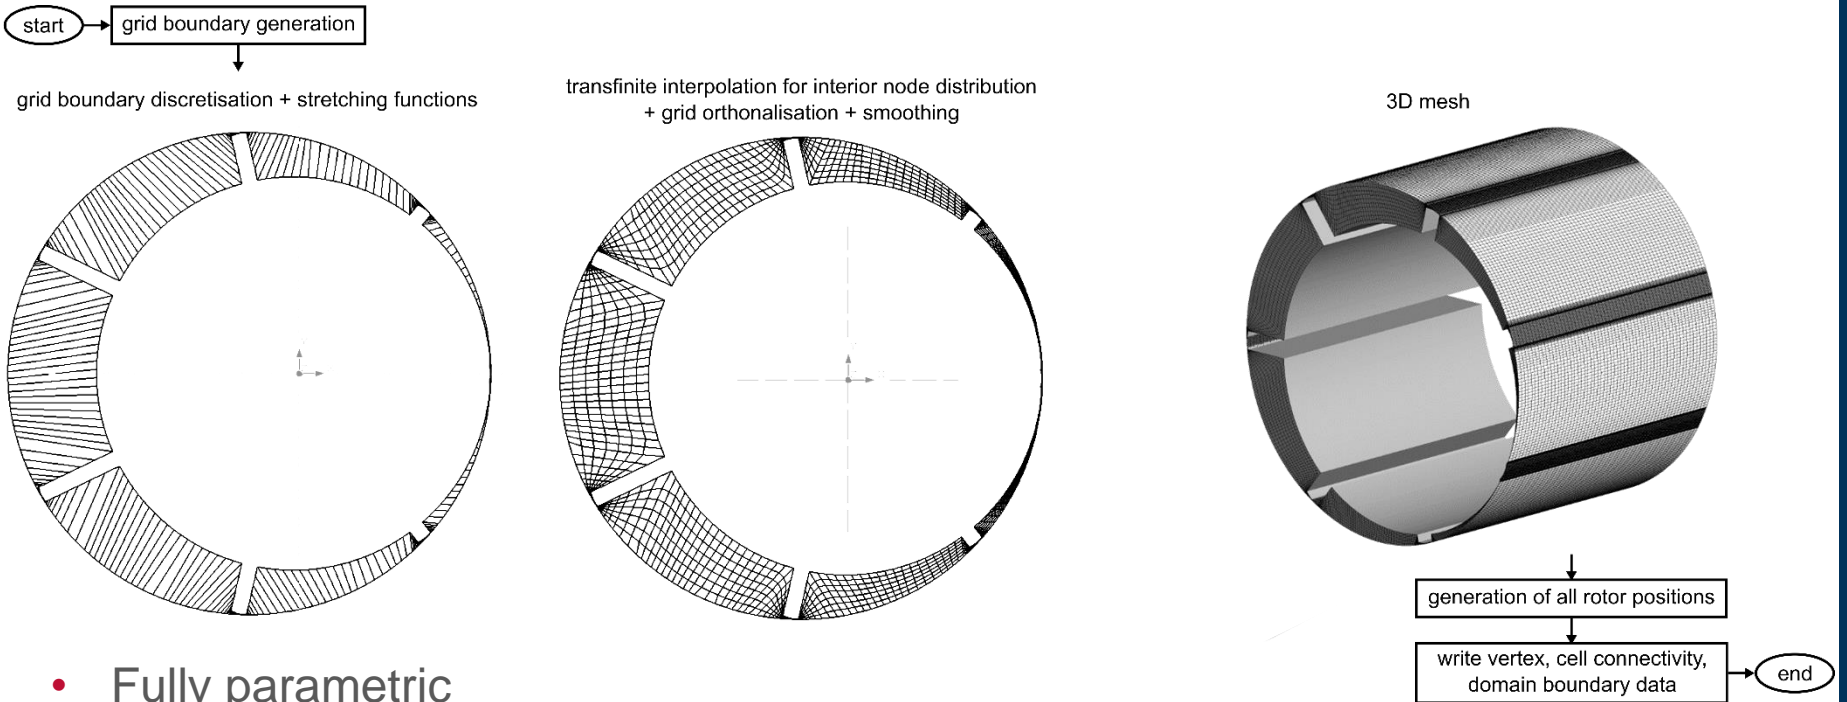 start
grid boundary generation
grid boundary discretisation + stretching functions
transfinite interpolation for interior node distribution
+ grid orthonalisation + smoothing
3D mesh
generation of all rotor positions
write vertex, cell connectivity,
domain boundary data
end
• Fully parametric